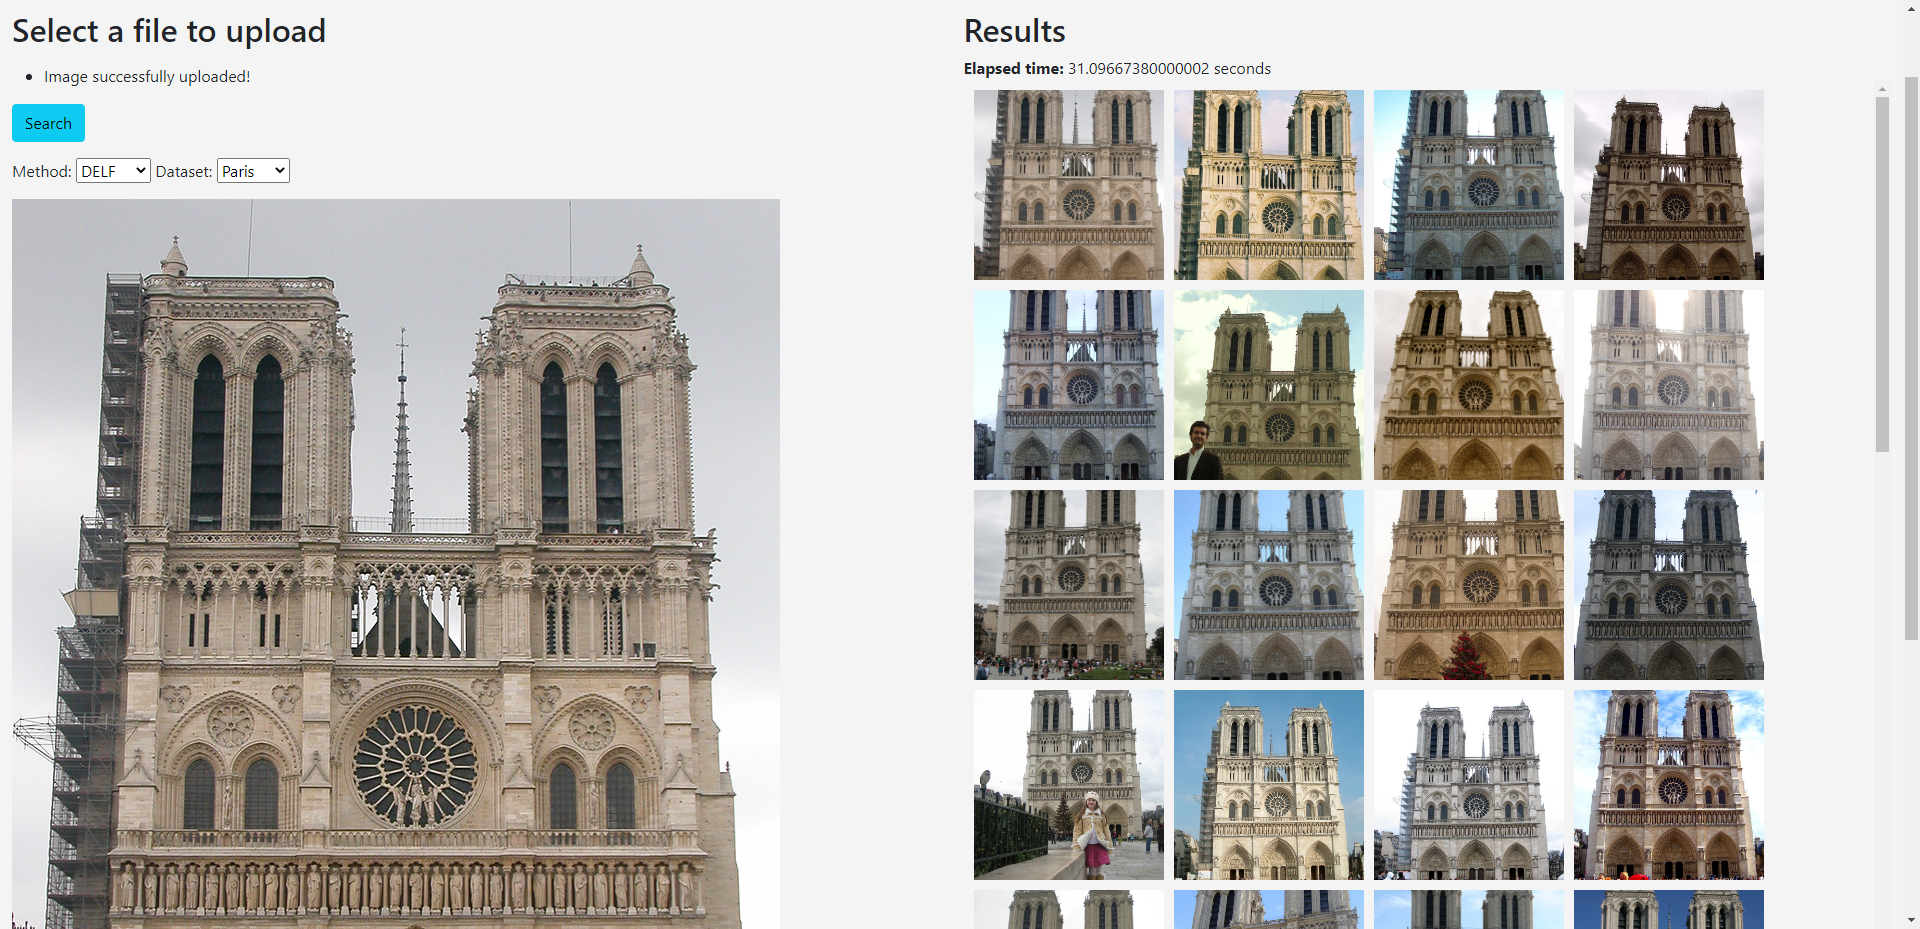 Select a file to upload
Image successfully uploaded!
Search
Method: DELF Dataset: Paris
Results
Elapsed time: 31.09667380000002 seconds